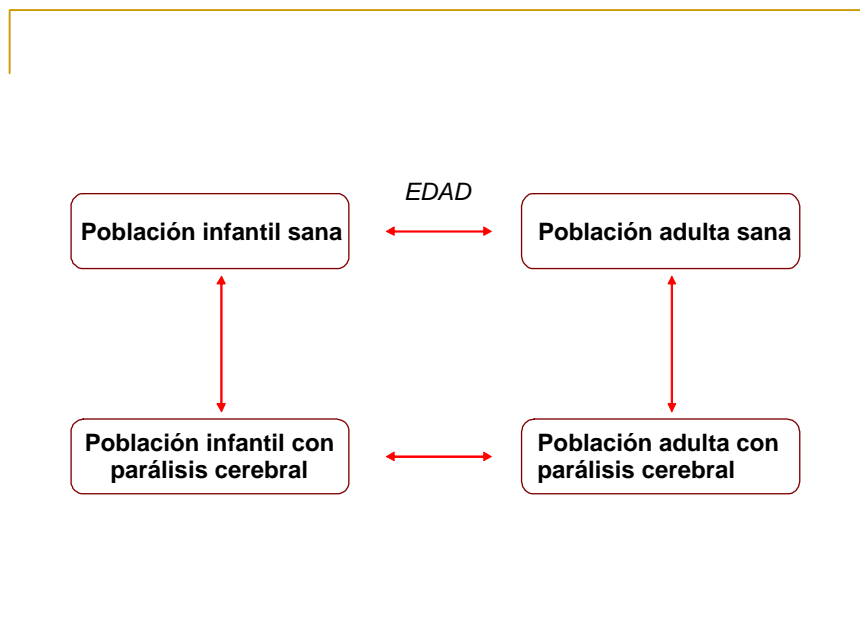 EDAD
Población infantil sana
Población adulta sana
Población infantil con
parálisis cerebral
Población adulta con
parálisis cerebral